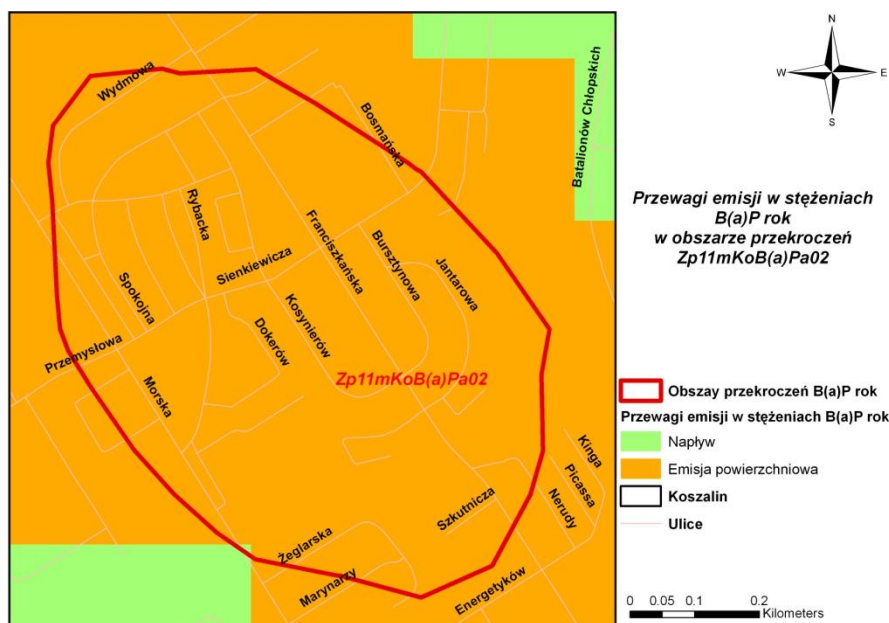 Wydmowa
Bosmańska
Batalionów Chłopskich
Rybacka
Sienkiewicza
Franciszkańska
Bursztynowa
Jantarowa
Spokojna
Przemysłowa
Dokerów
Kosynierów
Morska
Zp11mKoB(a)Pa02
Żeglarska
Marynarzy
Szkutnicza
Energetyków
Nerudy
Picassa
Kinga
N
W
E
S
Przewagi emisji w stężeniach
B(a)P rok
w obszarze przekroczeń
Zp11mKoB(a)Pa02
Obszay przekroczeń B(a)P rok
Przewagi emisji w stężeniach B(a)P rok
Napływ
Emisja powierzchniowa
Koszalin
Ulice
0 0.05 0.1 0.2
Kilometers